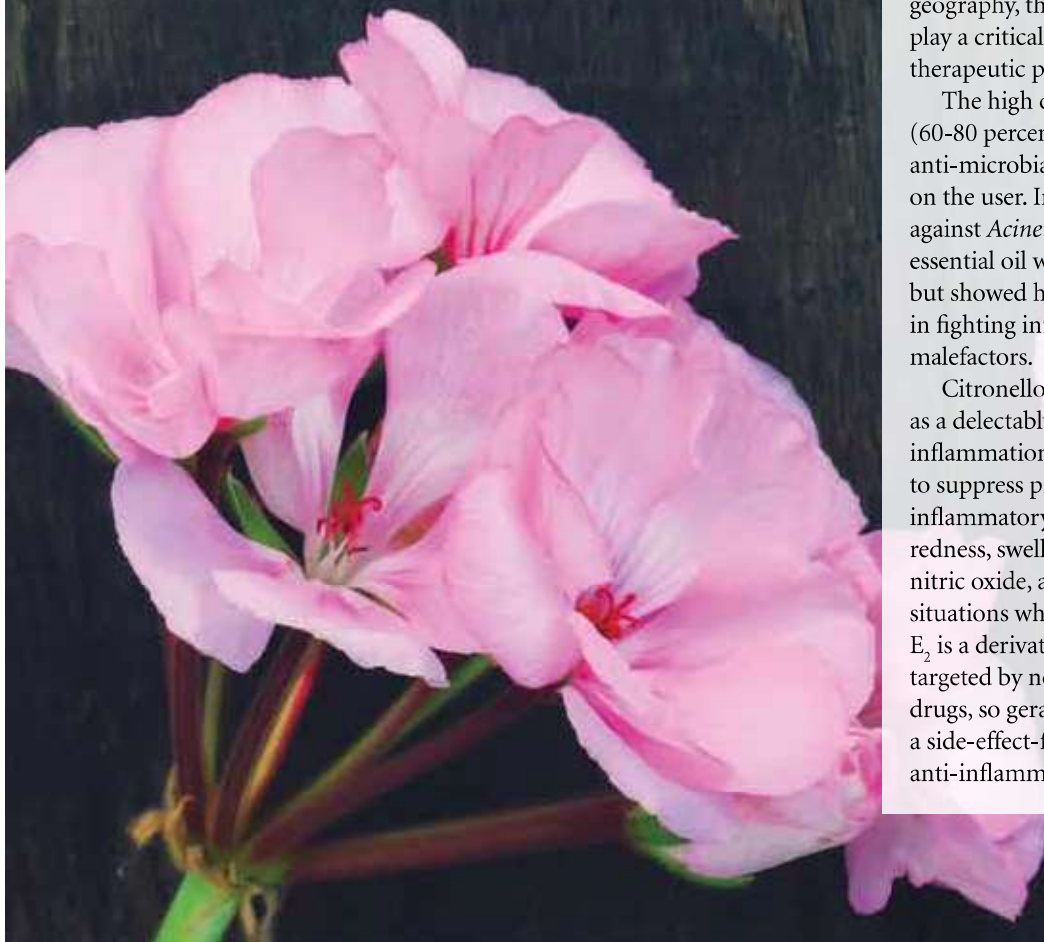 geography, th
play a critical
therapeutic p
The high c
(60-80 percen
anti-microbia
on the user. I
against Acine
essential oil w
but showed h
in fighting in
malefactors.
Citronello
as a delectabl
inflammation
to suppress p
inflammatory
redness, swell
nitric oxide, a
situations wh
E₂ is a derivat
targeted by n
drugs, so gera
a side-effect-f
anti-inflamm